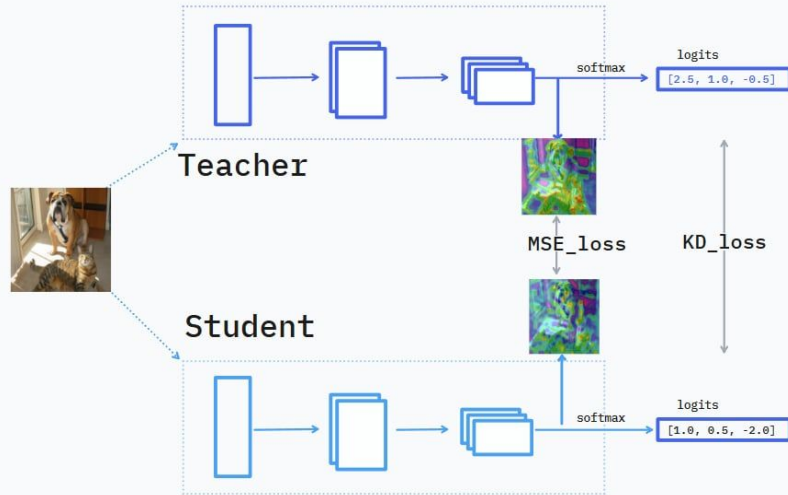 logits
softmax
[2.5, 1.0, -0.5]
Teacher
MSE_loss
KD_loss
Student
logits
softmax
[1.0, 0.5, -2.0]